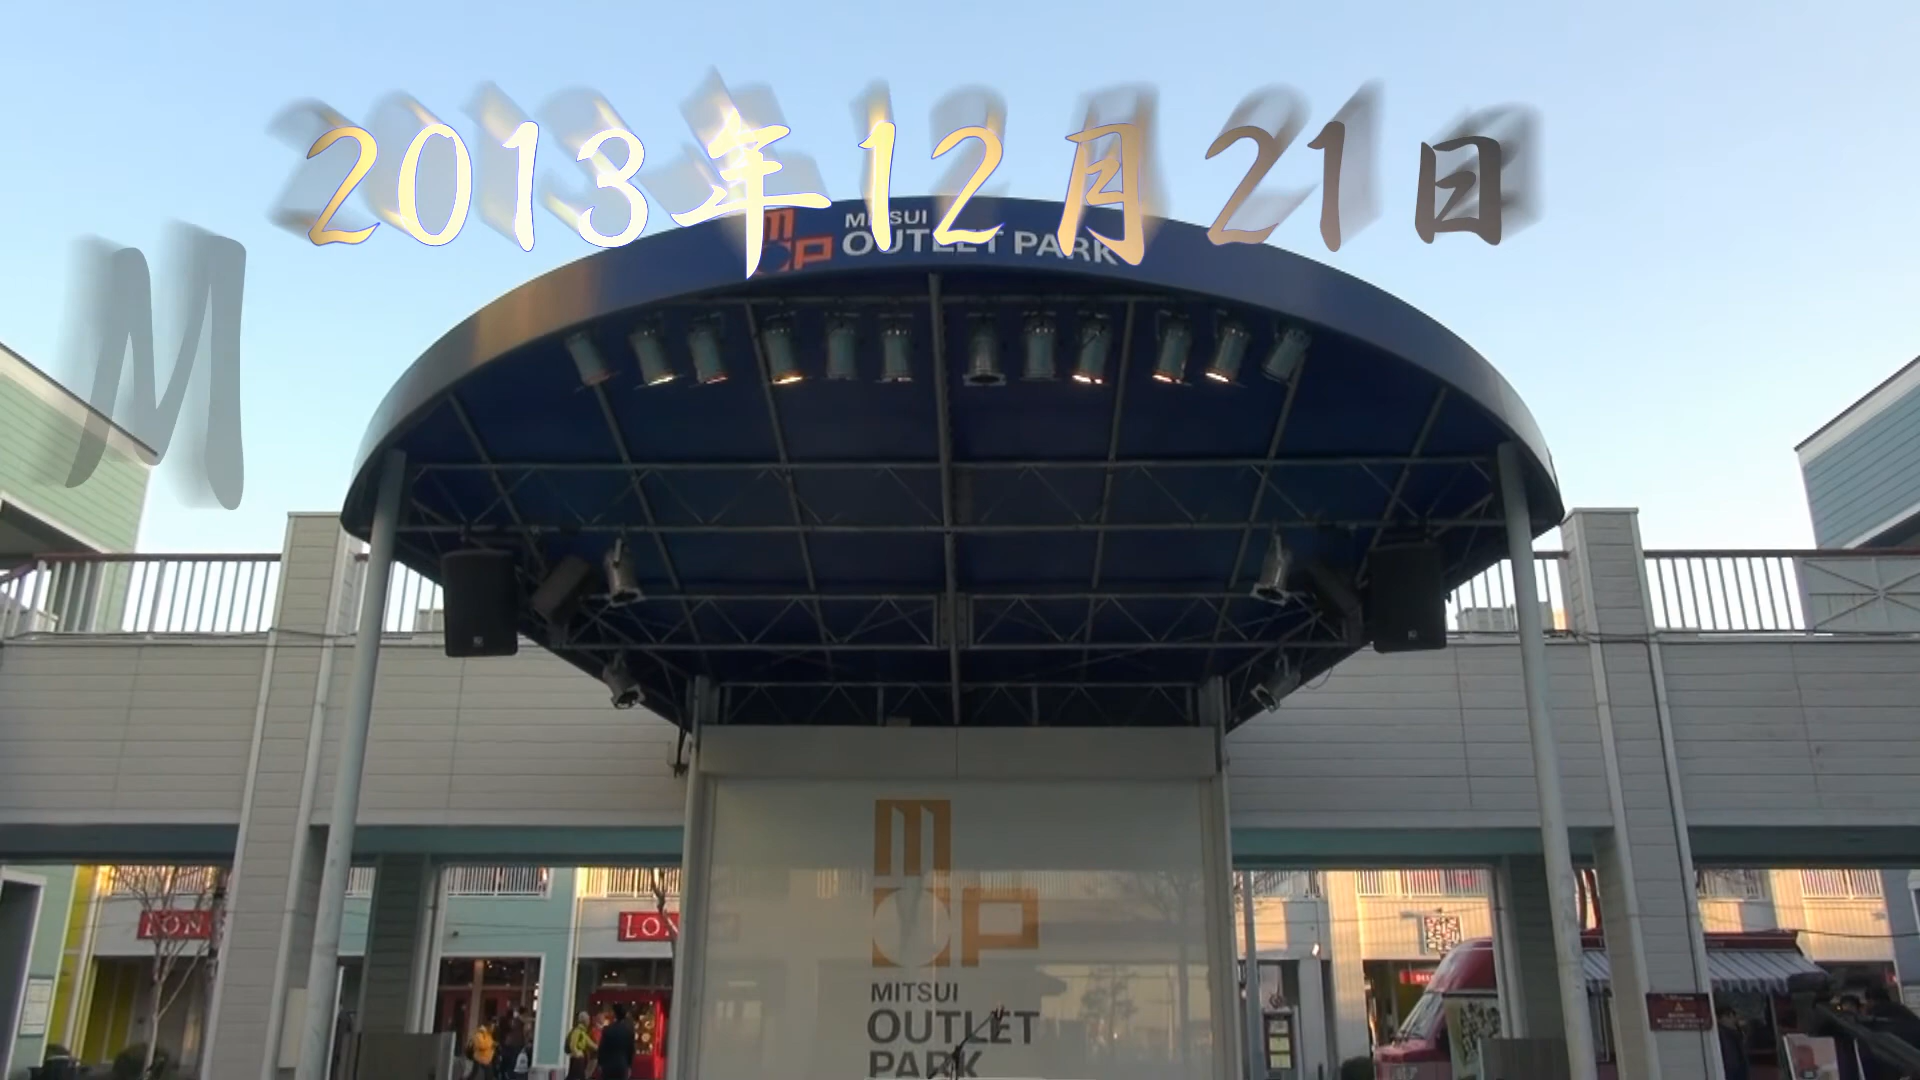 2013年12月21日
M
MITSUI
OUTLET PARK
MITSUI
OUTLET
PARK